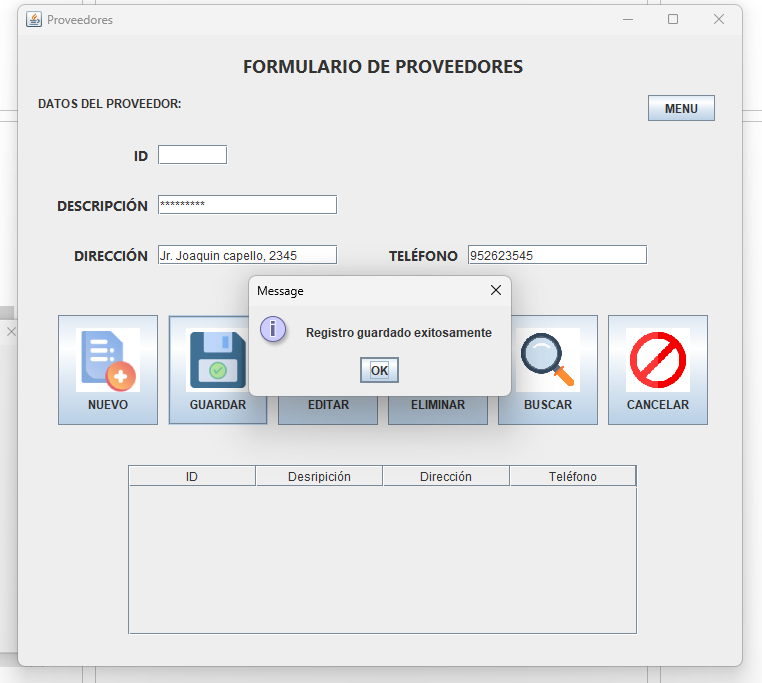 Proveedores
FORMULARIO DE PROVEEDORES
DATOS DEL PROVEEDOR:
MENU
ID
DESCRIPCIÓN *********
DIRECCIÓN Jr. Joaquin capello, 2345 TELÉFONO 952623545
Message
Registro guardado exitosamente
OK
NUEVO GUARDAR EDITAR ELIMINAR BUSCAR CANCELAR
ID Desripición Dirección Teléfono